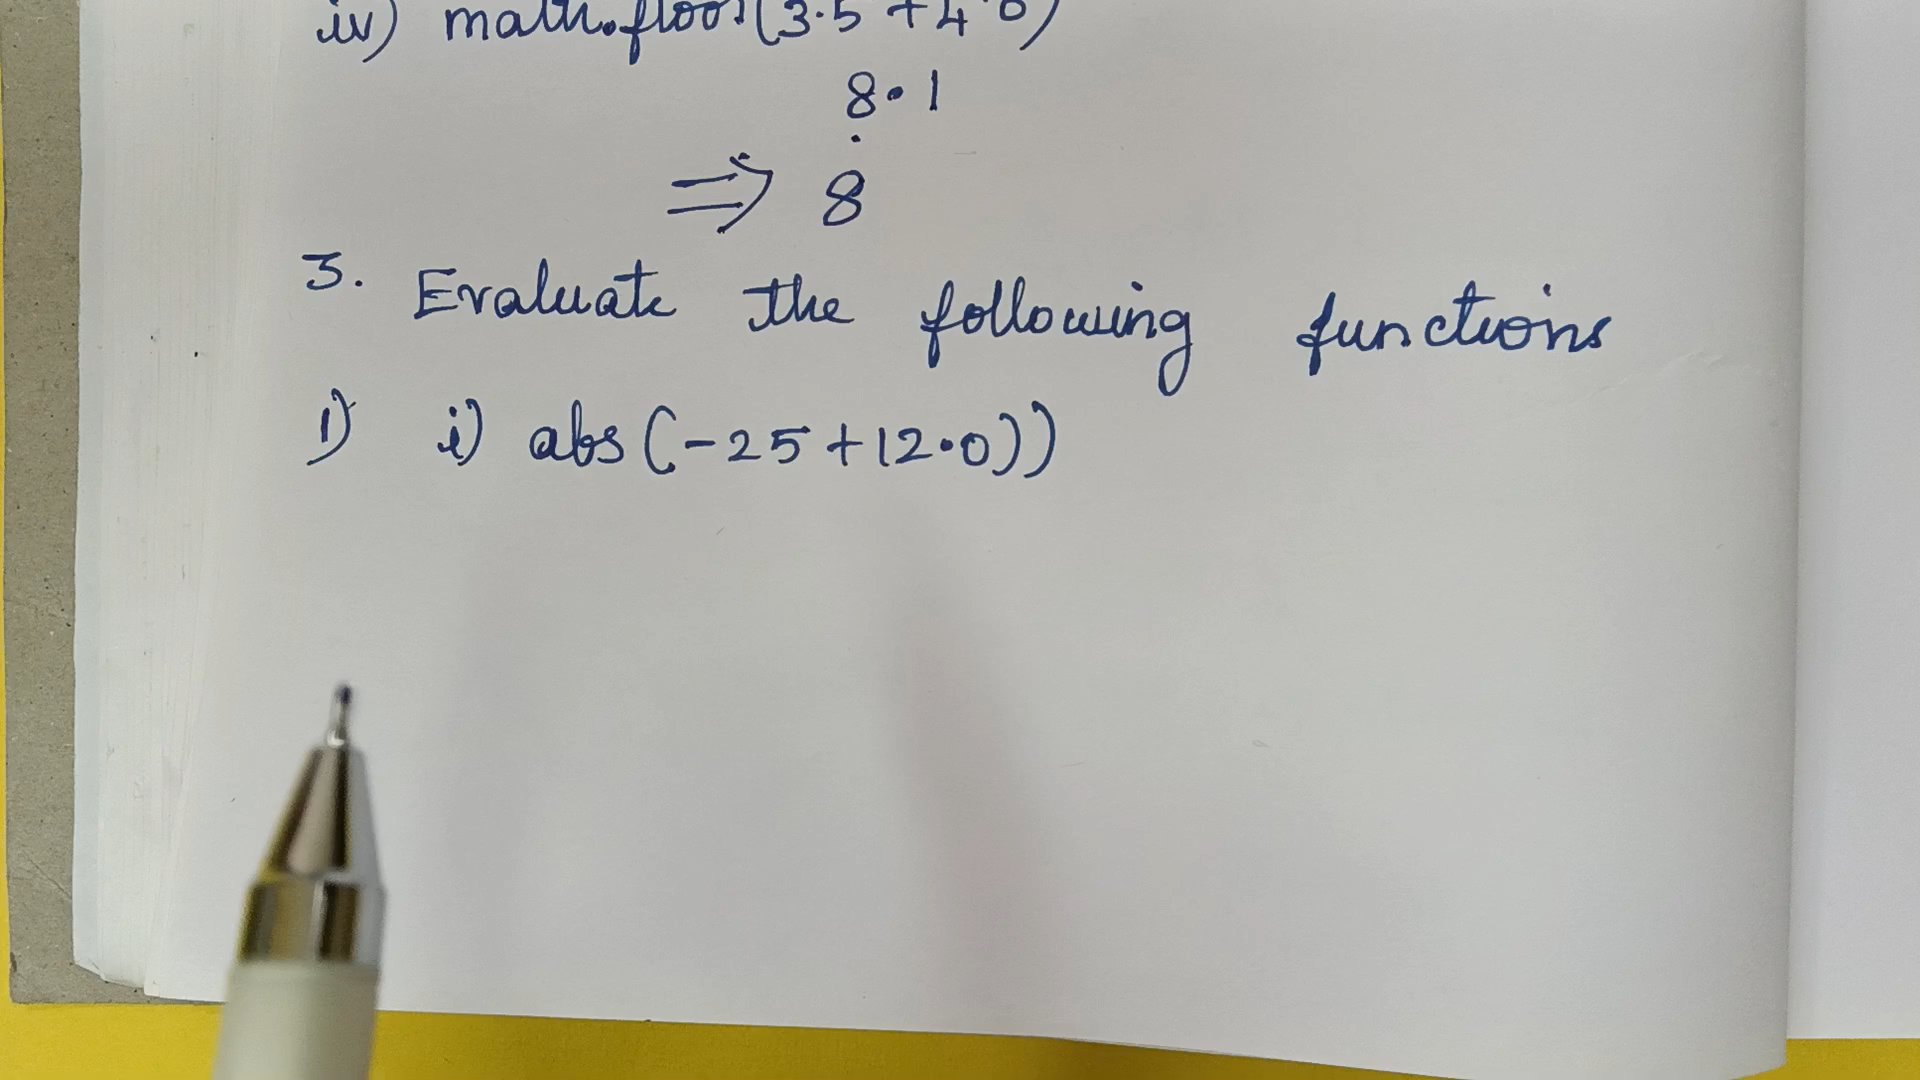 iv) math.floor(3.5 + 4.6)
8.1
⇒ 8
3. Evaluate the following functions
1) i) abs(-25+12.0))